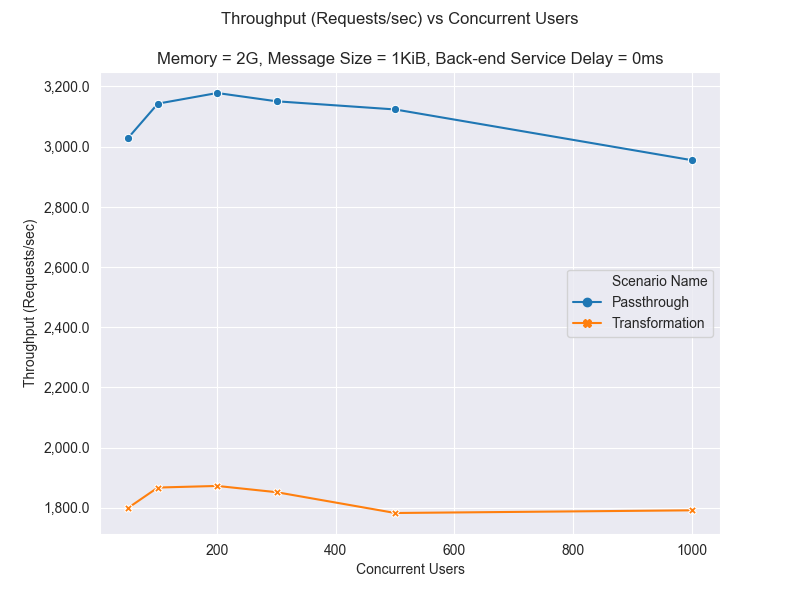 Throughput (Requests/sec) vs Concurrent Users
Memory = 2G, Message Size = 1KiB, Back-end Service Delay = 0ms
Throughput (Requests/sec)
3,200.0
3,000.0
2,800.0
2,600.0
2,400.0
2,200.0
2,000.0
1,800.0
Scenario Name
Passthrough
Transformation
200 400 600 800 1000
Concurrent Users